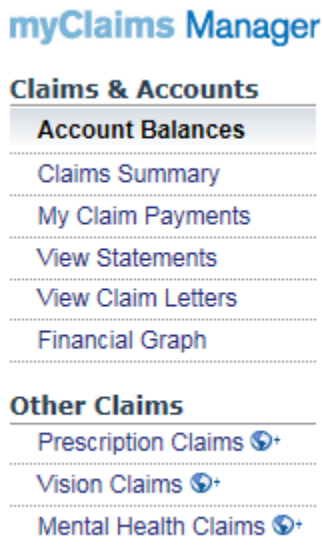 myClaims Manager
Claims & Accounts
Account Balances
Claims Summary
My Claim Payments
View Statements
View Claim Letters
Financial Graph
Other Claims
Prescription Claims
Vision Claims
Mental Health Claims